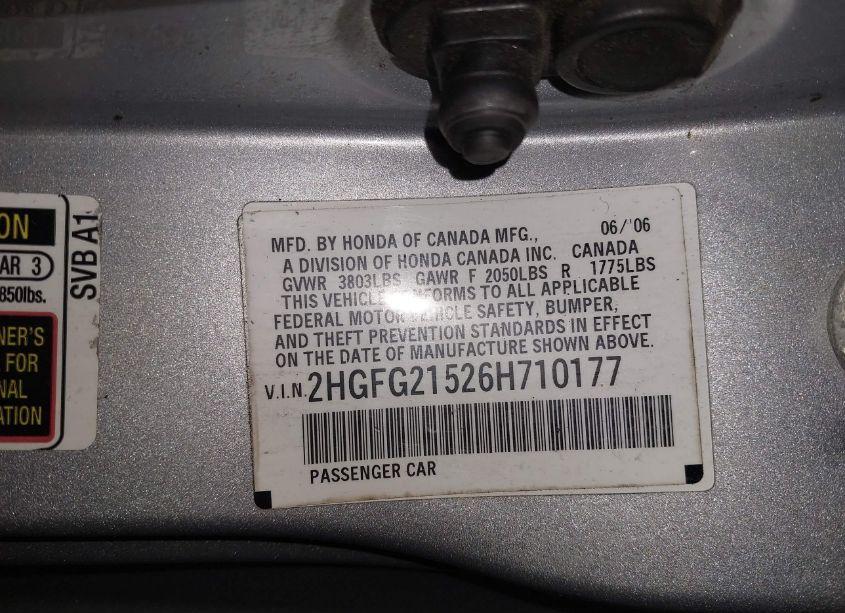 ON
AR 3
850lbs.
NER'S
FOR
NAL
ATION
SVB A1
06/'06
MFD. BY HONDA OF CANADA MFG.,
A DIVISION OF HONDA CANADA INC. CANADA
GVWR 3803LBS GAWR F 2050LBS R 1775LBS
THIS VEHICLE CONFORMS TO ALL APPLICABLE
FEDERAL MOTOR VEHICLE SAFETY, BUMPER,
AND THEFT PREVENTION STANDARDS IN EFFECT
ON THE DATE OF MANUFACTURE SHOWN ABOVE.
V.I.N. 2HGFG21526H710177
PASSENGER CAR